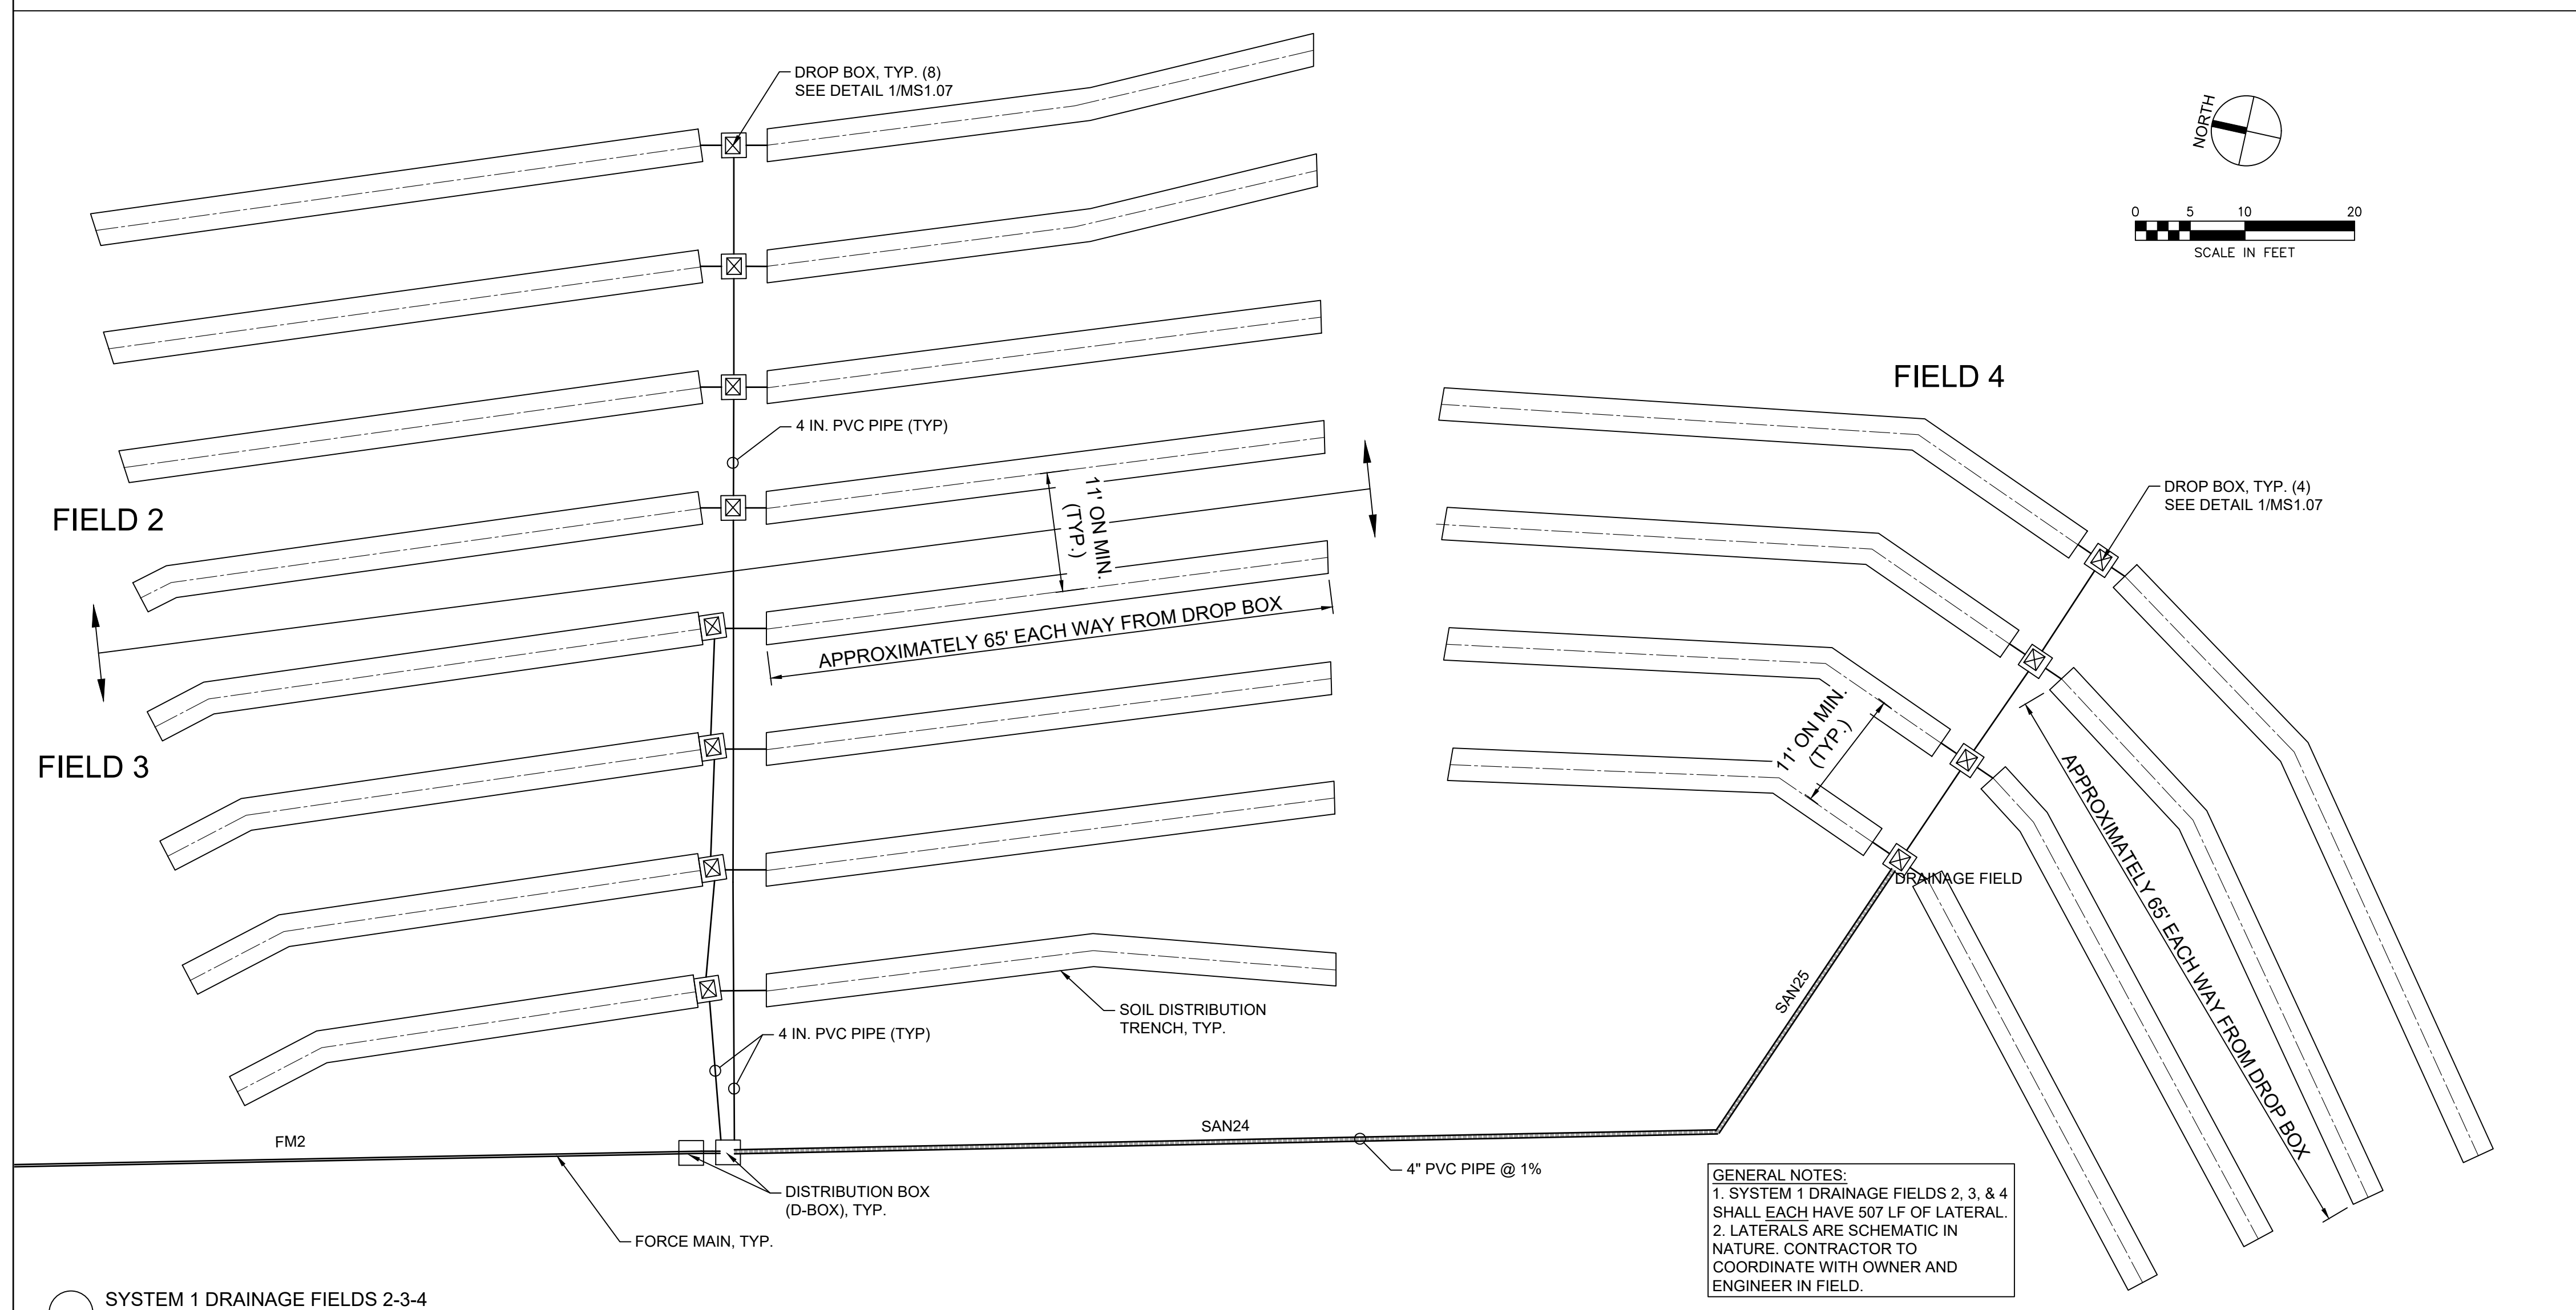 DROP BOX, TYP. (8)
SEE DETAIL 1/MS1.07
NORTH
0 5 10 20
SCALE IN FEET
FIELD 4
4 IN. PVC PIPE (TYP)
DROP BOX, TYP. (4)
SEE DETAIL 1/MS1.07
FIELD 2
11' ON MIN.
(TYP.)
APPROXIMATELY 65' EACH WAY FROM DROP BOX
FIELD 3
11' ON MIN.
(TYP.)
DRAINAGE FIELD
APPROXIMATELY 65' EACH WAY FROM DROP BOX
SAN25
SOIL DISTRIBUTION
TRENCH, TYP.
4 IN. PVC PIPE (TYP)
FM2
SAN24
4" PVC PIPE @ 1%
DISTRIBUTION BOX
(D-BOX), TYP.
FORCE MAIN, TYP.
GENERAL NOTES:
1. SYSTEM 1 DRAINAGE FIELDS 2, 3, & 4
SHALL EACH HAVE 507 LF OF LATERAL.
2. LATERALS ARE SCHEMATIC IN
NATURE. CONTRACTOR TO
COORDINATE WITH OWNER AND
ENGINEER IN FIELD.
SYSTEM 1 DRAINAGE FIELDS 2-3-4